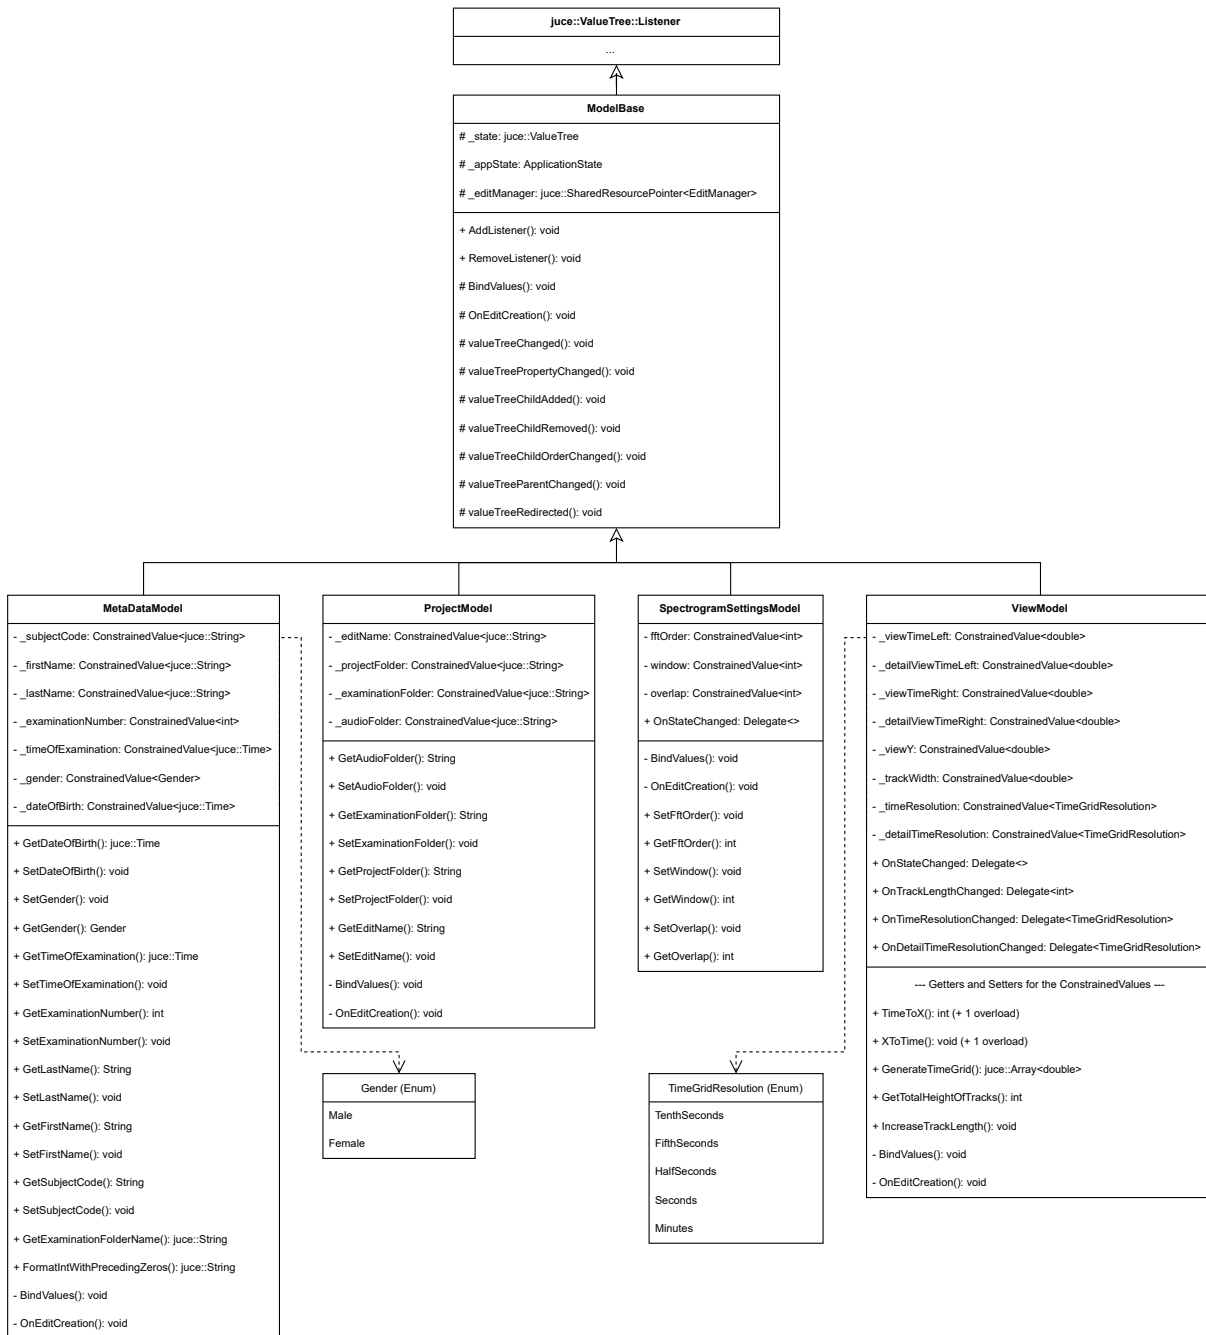 juce::ValueTree::Listener
...
ModelBase
# _state: juce::ValueTree
# _appState: ApplicationState
# _editManager: juce::SharedResourcePointer<EditManager>
+ AddListener(): void
+ RemoveListener(): void
# BindValues(): void
# OnEditCreation(): void
# valueTreeChanged(): void
# valueTreePropertyChanged(): void
# valueTreeChildAdded(): void
# valueTreeChildRemoved(): void
# valueTreeChildOrderChanged(): void
# valueTreeParentChanged(): void
# valueTreeRedirected(): void
MetaDataModel
- _subjectCode: ConstrainedValue<juce::String>
- _firstName: ConstrainedValue<juce::String>
- _lastName: ConstrainedValue<juce::String>
- _examinationNumber: ConstrainedValue<int>
- _timeOfExamination: ConstrainedValue<juce::Time>
- _gender: ConstrainedValue<Gender>
- _dateOfBirth: ConstrainedValue<juce::Time>
+ GetDateOfBirth(): juce::Time
+ SetDateOfBirth(): void
+ SetGender(): void
+ GetGender(): Gender
+ GetTimeOfExamination(): juce::Time
+ SetTimeOfExamination(): void
+ GetExaminationNumber(): int
+ SetExaminationNumber(): void
+ GetLastName(): String
+ SetLastName(): void
+ GetFirstName(): String
+ SetFirstName(): void
+ GetSubjectCode(): String
+ SetSubjectCode(): void
+ GetExaminationFolderName(): juce::String
+ FormatIntWithPrecedingZeros(): juce::String
- BindValues(): void
- OnEditCreation(): void
ProjectModel
- _editName: ConstrainedValue<juce::String>
- _projectFolder: ConstrainedValue<juce::String>
- _examinationFolder: ConstrainedValue<juce::String>
- _audioFolder: ConstrainedValue<juce::String>
+ GetAudioFolder(): String
+ SetAudioFolder(): void
+ GetExaminationFolder(): String
+ SetExaminationFolder(): void
+ GetProjectFolder(): String
+ SetProjectFolder(): void
+ GetEditName(): String
+ SetEditName(): void
- BindValues(): void
- OnEditCreation(): void
SpectrogramSettingsModel
- fftOrder: ConstrainedValue<int>
- window: ConstrainedValue<int>
- overlap: ConstrainedValue<int>
+ OnStateChanged: Delegate<>
- BindValues(): void
- OnEditCreation(): void
+ SetFftOrder(): void
+ GetFftOrder(): int
+ SetWindow(): void
+ GetWindow(): int
+ SetOverlap(): void
+ GetOverlap(): int
ViewModel
- _viewTimeLeft: ConstrainedValue<double>
- _detailViewTimeLeft: ConstrainedValue<double>
- _viewTimeRight: ConstrainedValue<double>
- _detailViewTimeRight: ConstrainedValue<double>
- _viewY: ConstrainedValue<double>
- _trackWidth: ConstrainedValue<double>
- _timeResolution: ConstrainedValue<TimeGridResolution>
- _detailTimeResolution: ConstrainedValue<TimeGridResolution>
+ OnStateChanged: Delegate<>
+ OnTrackLengthChanged: Delegate<int>
+ OnTimeResolutionChanged: Delegate<TimeGridResolution>
+ OnDetailTimeResolutionChanged: Delegate<TimeGridResolution>
--- Getters and Setters for the ConstrainedValues ---
+ TimeToX(): int (+ 1 overload)
+ XToTime(): void (+ 1 overload)
+ GenerateTimeGrid(): juce::Array<double>
+ GetTotalHeightOfTracks(): int
+ IncreaseTrackLength(): void
- BindValues(): void
- OnEditCreation(): void
Gender (Enum)
Male
Female
TimeGridResolution (Enum)
TenthSeconds
FifthSeconds
HalfSeconds
Seconds
Minutes